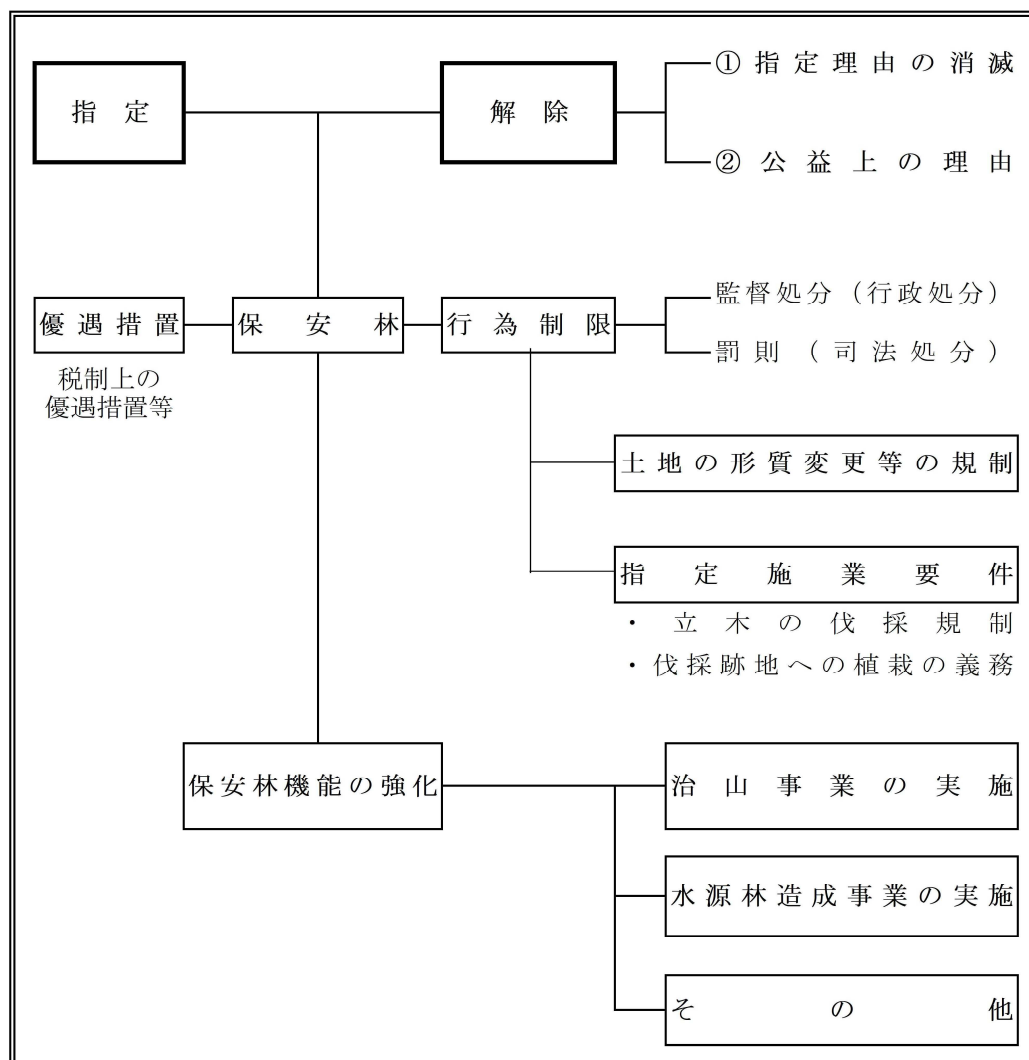 指定
解除
①指定理由の消滅
②公益上の理由
優遇措置
保安林
行為制限
監督処分（行政処分）
罰則（司法処分）
税制上の
優遇措置等
土地の形質変更等の規制
指定施業要件
・立木の伐採規制
・伐採跡地への植栽の義務
保安林機能の強化
治山事業の実施
水源林造成事業の実施
その他